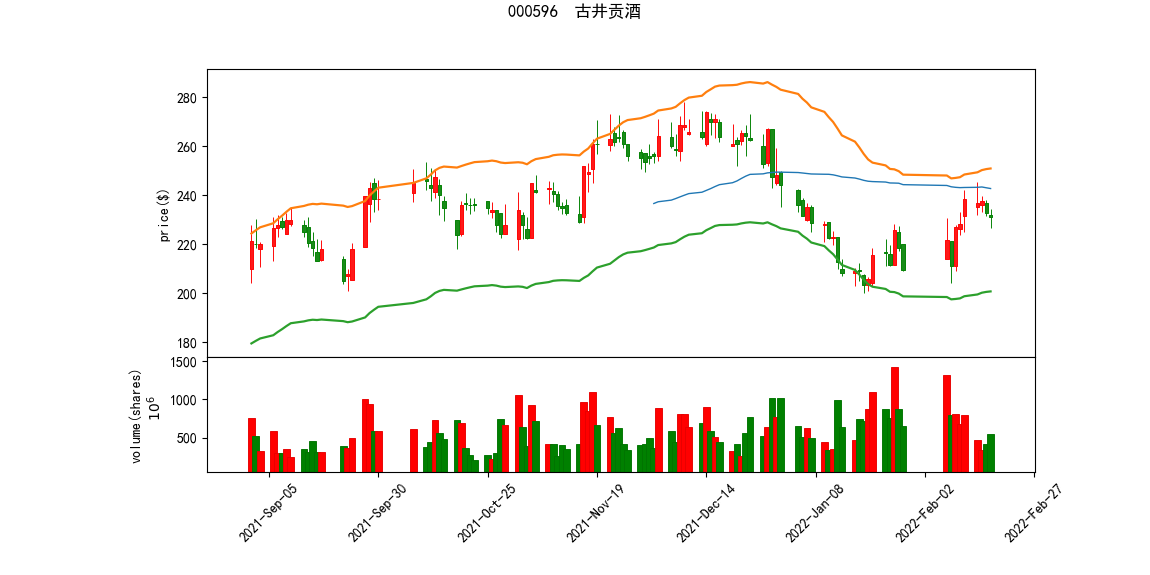 000596 古井贡酒
280
260
240
220
200
180
price($)
1500
1000
500
volume(shares)
10^6
2021-Sep-05
2021-Sep-30
2021-Oct-25
2021-Nov-19
2021-Dec-14
2022-Jan-08
2022-Feb-02
2022-Feb-27